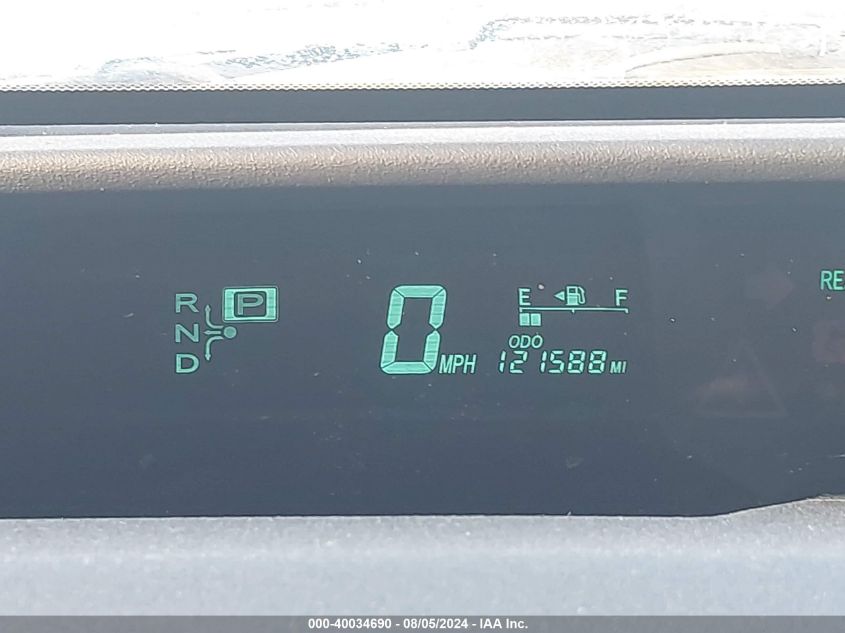 R P
N
D
0 MPH
E F
ODO
121588 MI
000-40034690 - 08/05/2024 - IAA Inc.